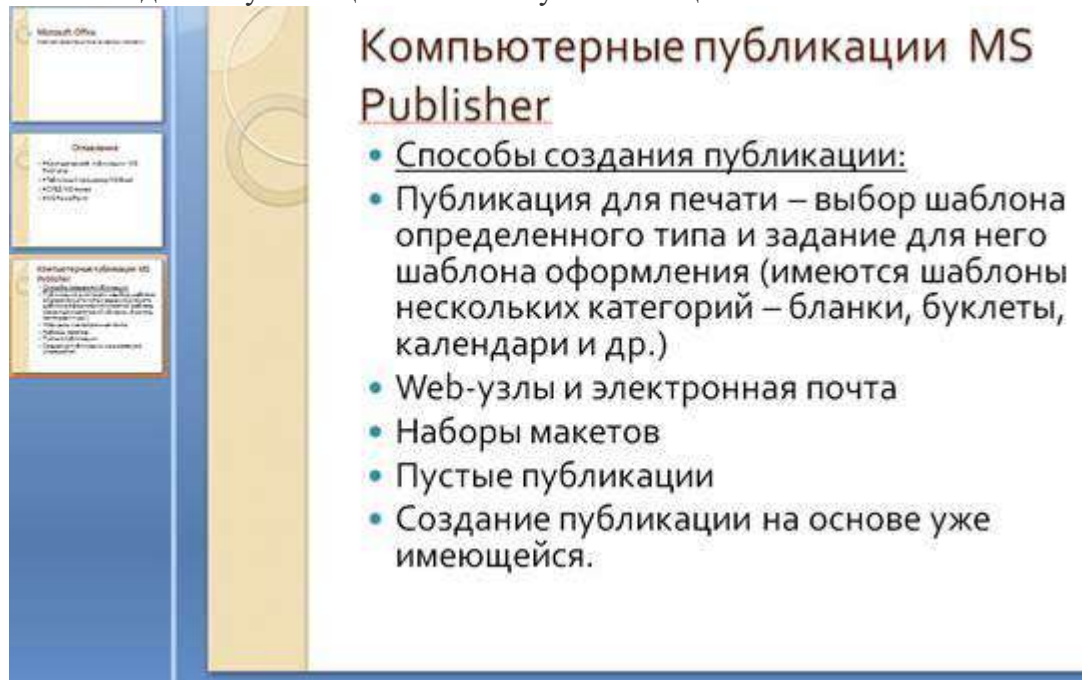 Microsoft Office
Оглавление
Компьютерные публикации MS
Publisher
Компьютерные публикации MS
Publisher
• Способы создания публикации:
• Публикация для печати – выбор шаблона
определенного типа и задание для него
шаблона оформления (имеются шаблоны
нескольких категорий – бланки, буклеты,
календари и др.)
• Web-узлы и электронная почта
• Наборы макетов
• Пустые публикации
• Создание публикации на основе уже
имеющейся.